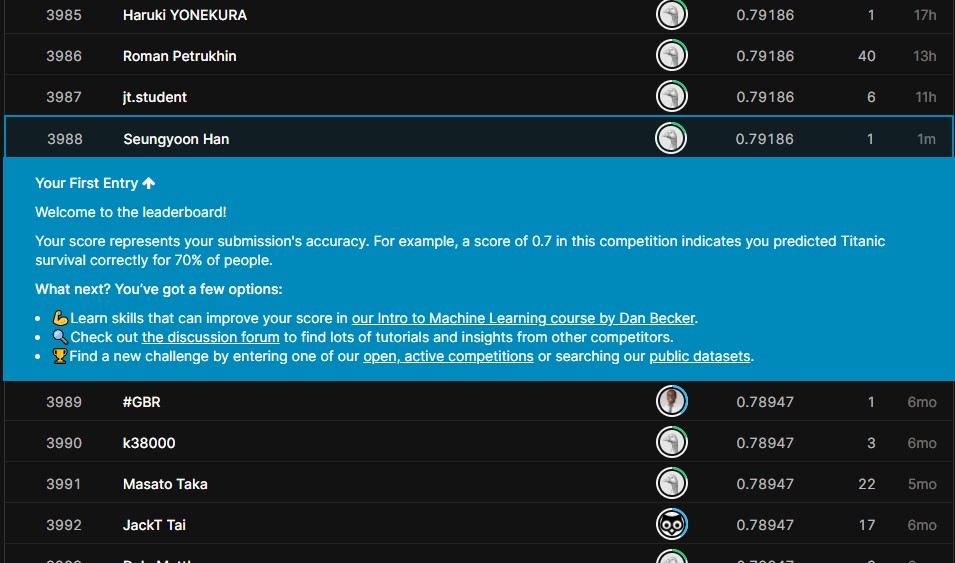 3985 Haruki YONEKURA 0.79186 1 17h
3986 Roman Petrukhin 0.79186 40 13h
3987 jt.student 0.79186 6 11h
3988 Seungyoon Han 0.79186 1 1m
Your First Entry ↑
Welcome to the leaderboard!
Your score represents your submission's accuracy. For example, a score of 0.7 in this competition indicates you predicted Titanic
survival correctly for 70% of people.
What next? You've got a few options:
• 💪Learn skills that can improve your score in our Intro to Machine Learning course by Dan Becker.
• 🔍Check out the discussion forum to find lots of tutorials and insights from other competitors.
• 🏆Find a new challenge by entering one of our open, active competitions or searching our public datasets.
3989 #GBR 0.78947 1 6mo
3990 k38000 0.78947 3 6mo
3991 Masato Taka 0.78947 22 5mo
3992 JackT Tai 0.78947 17 6mo